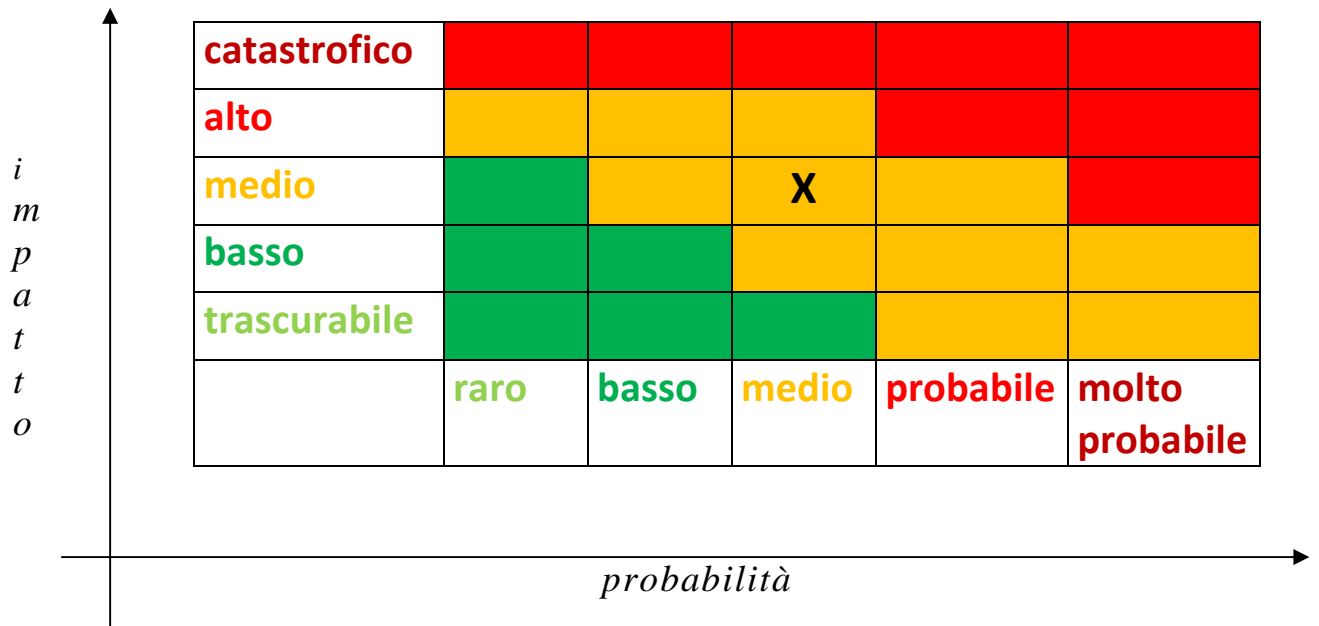 catastrofico
alto
medio X
basso
trascurabile
raro basso medio probabile molto
probabile
i
m
p
a
t
t
o
probabilità